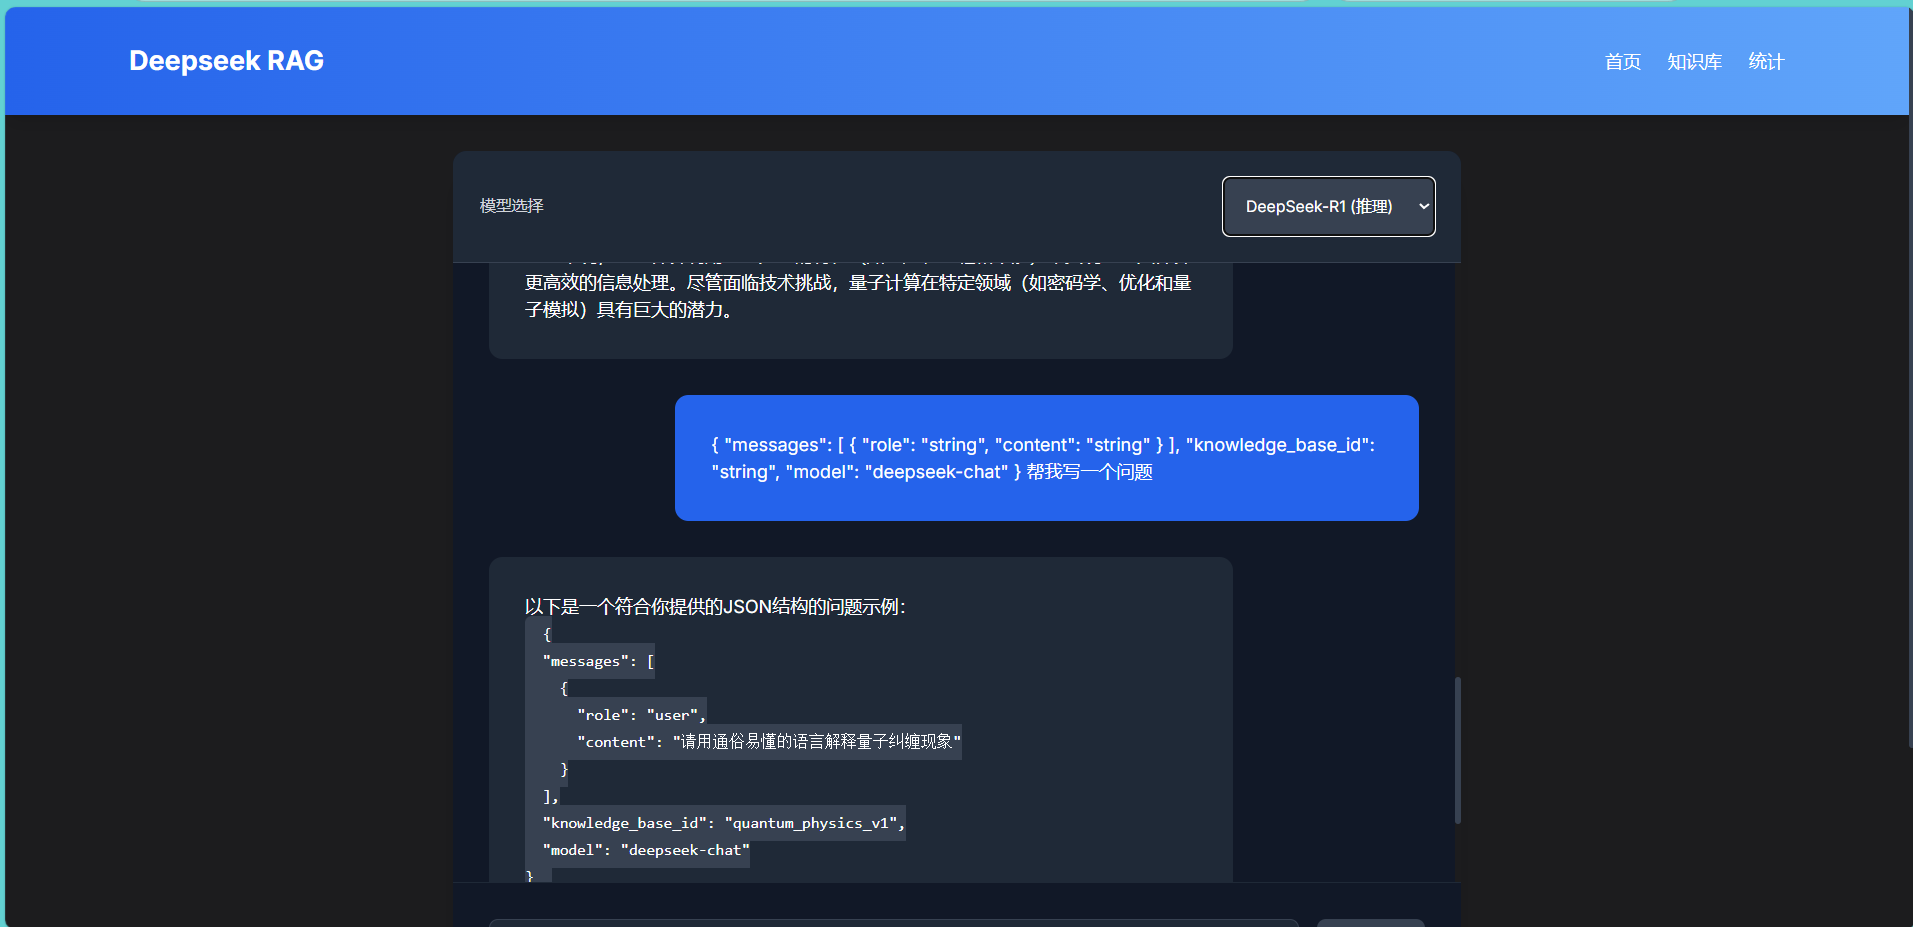 Deepseek RAG
首页 知识库 统计
模型选择
DeepSeek-R1 (推理)
更高效的信息处理。尽管面临技术挑战，量子计算在特定领域（如密码学、优化和量
子模拟）具有巨大的潜力。
{ "messages": [ { "role": "string", "content": "string" } ], "knowledge_base_id":
"string", "model": "deepseek-chat" } 帮我写一个问题
以下是一个符合你提供的JSON结构的问题示例：
{
"messages": [
{
"role": "user",
"content": "请用通俗易懂的语言解释量子纠缠现象"
}
],
"knowledge_base_id": "quantum_physics_v1",
"model": "deepseek-chat"
}